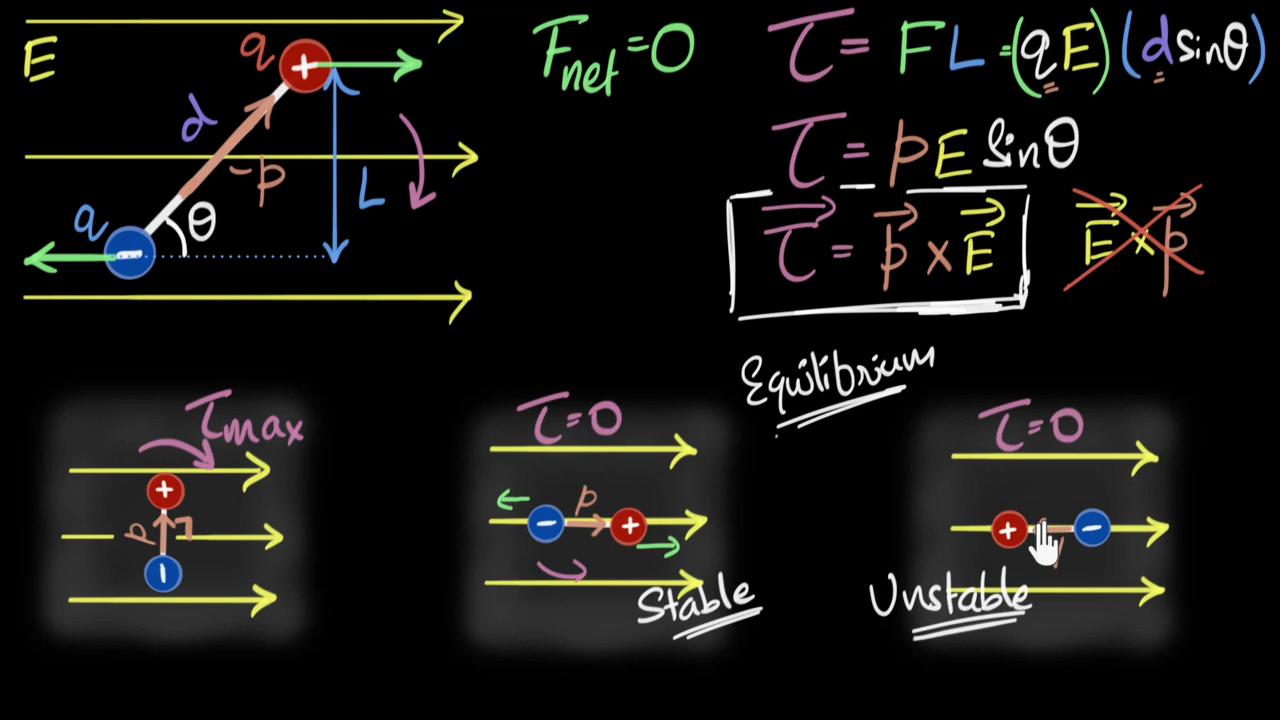 E
q +
d
-p
L
q
θ
−
F_net = 0
τ = FL = (qE)(d sinθ)
τ = pE Sinθ
τ⃗ = p⃗ x E⃗
E⃗ x p⃗
Equilibrium
τmax
+
p
−
τ = 0
p
− +
Stable
τ = 0
+ −
Unstable